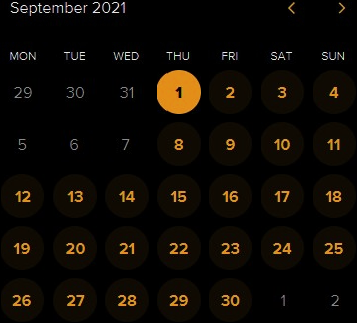 September 2021 < >
MON TUE WED THU FRI SAT SUN
29 30 31 1 2 3 4
5 6 7 8 9 10 11
12 13 14 15 16 17 18
19 20 21 22 23 24 25
26 27 28 29 30 1 2